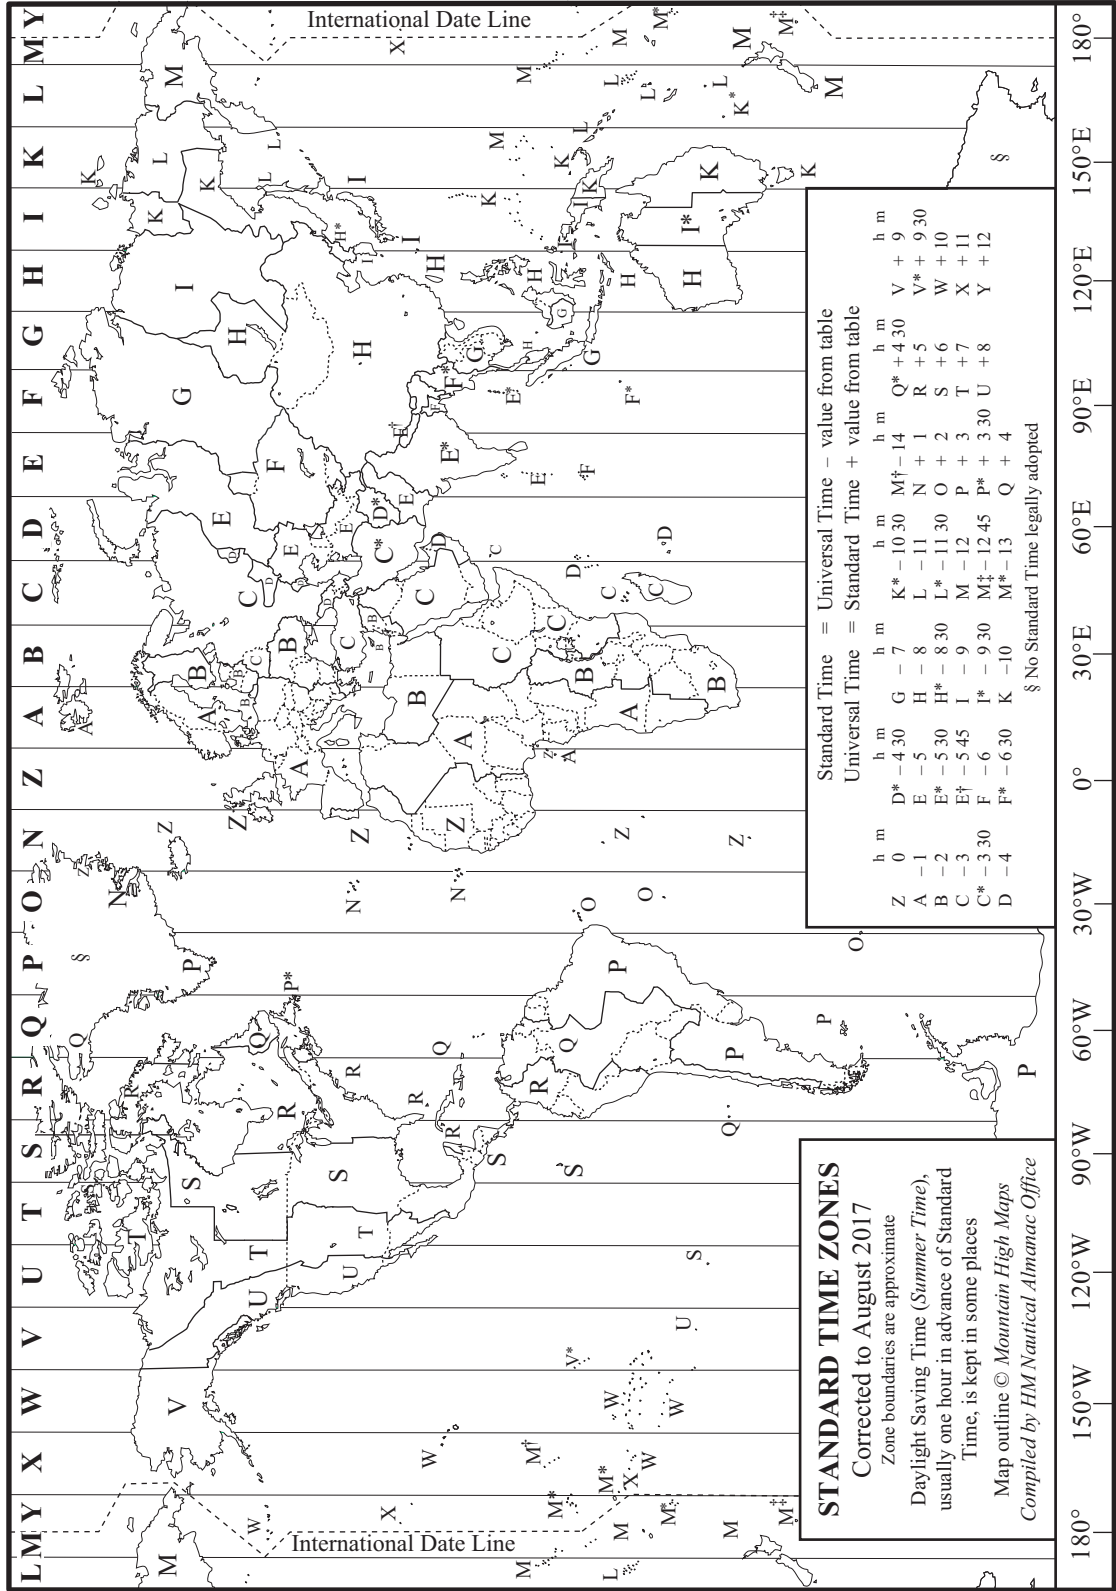 L M Y X W V U T S R Q P O N Z A B C D E F G H I K L M Y
K
Q
§
Z
A
R
T
N
Z
M
V
S
P
Z
A
B
C
E
G
I
K
L
M
K
W
U
T
S
R
Q
P*
Z
A
B
C
B
C
D
D
E
F
H
L
L
International Date Line
International Date Line
U
T
S
R
Z
A
B
C
C*
E
D*
E
H
H*
I
I
X
W
R
Q
N
Z
N
Z
A
B
C
D
E*
E†
F
F*
H
X
M*
M†
V*
S
R
S
R
Q
P
O
O
Z
A
B
C
C
D
E
F
E*
F*
G
H
H
G
G
H
I
K
K
M
M
M
L
L
M
M*
M*
X
W
W
W
U
S
Q
P
P
O
Z
A
B
C
C
D
H
H
I*
K
K
K*
L
M
M
M‡
M‡
M
P
P
§
STANDARD TIME ZONES
Corrected to August 2017
Zone boundaries are approximate
Daylight Saving Time (Summer Time),
usually one hour in advance of Standard
Time, is kept in some places
Map outline © Mountain High Maps
Compiled by HM Nautical Almanac Office
Standard Time = Universal Time – value from table
Universal Time = Standard Time + value from table
h m h m h m h m h m h m h m
Z 0 D* – 4 30 G – 7 K* – 10 30 M† – 14 Q* + 4 30 V + 9
A – 1 E – 5 H – 8 L – 11 N + 1 R + 5 V* + 9 30
B – 2 E* – 5 30 H* – 8 30 L* – 11 30 O + 2 S + 6 W + 10
C – 3 E† – 5 45 I – 9 M – 12 P + 3 T + 7 X + 11
C* – 3 30 F – 6 I* – 9 30 M‡ – 12 45 P* + 3 30 U + 8 Y + 12
D – 4 F* – 6 30 K – 10 M* – 13 Q + 4
§ No Standard Time legally adopted
180° 150°W 120°W 90°W 60°W 30°W 0° 30°E 60°E 90°E 120°E 150°E 180°